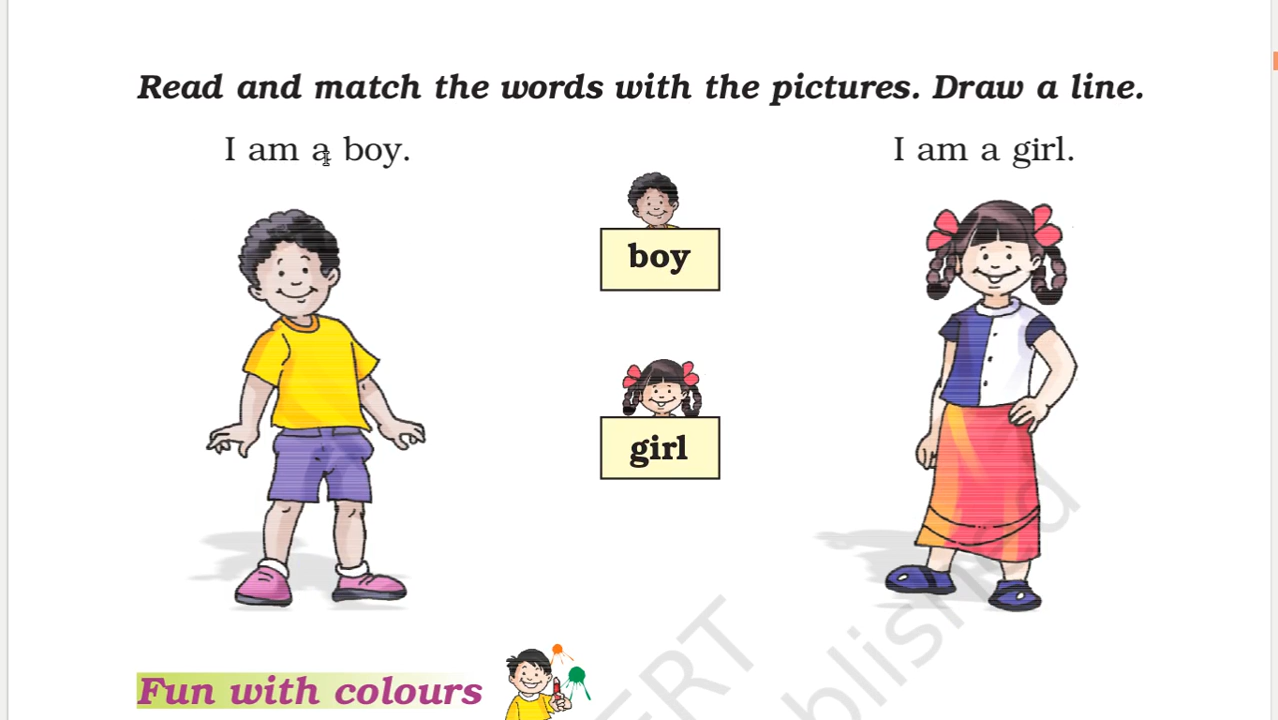 Read and match the words with the pictures. Draw a line.
I am a boy.
I am a girl.
boy
girl
Fun with colours